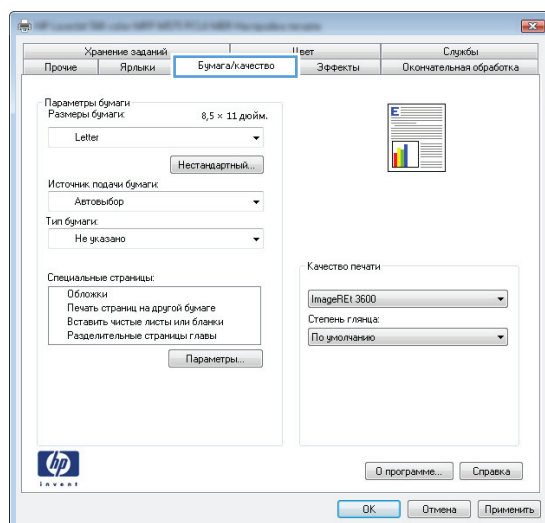 Хранение заданий
Цвет
Службы
Прочие
Ярлыки
Бумага/качество
Эффекты
Окончательная обработка
Параметры бумаги
Размеры бумаги:
8,5 × 11 дюйм.
Letter
Нестандартный...
Источник подачи бумаги:
Автовыбор
Тип бумаги:
Не указано
Специальные страницы:
Обложки
Печать страниц на другой бумаге
Вставить чистые листы или бланки
Разделительные страницы главы
Параметры...
E
Качество печати
ImageREt 3600
Степень глянца:
По умолчанию
hp
invent
О программе...
Справка
OK
Отмена
Применить